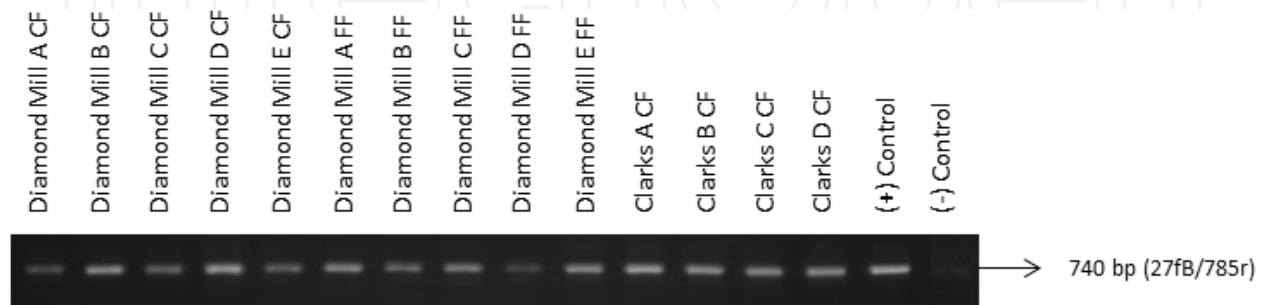 Diamond Mill A CF
Diamond Mill B CF
Diamond Mill C CF
Diamond Mill D CF
Diamond Mill E CF
Diamond Mill A FF
Diamond Mill B FF
Diamond Mill C FF
Diamond Mill D FF
Diamond Mill E FF
Clarks A CF
Clarks B CF
Clarks C CF
Clarks D CF
(+) Control
(-) Control
740 bp (27fB/785r)